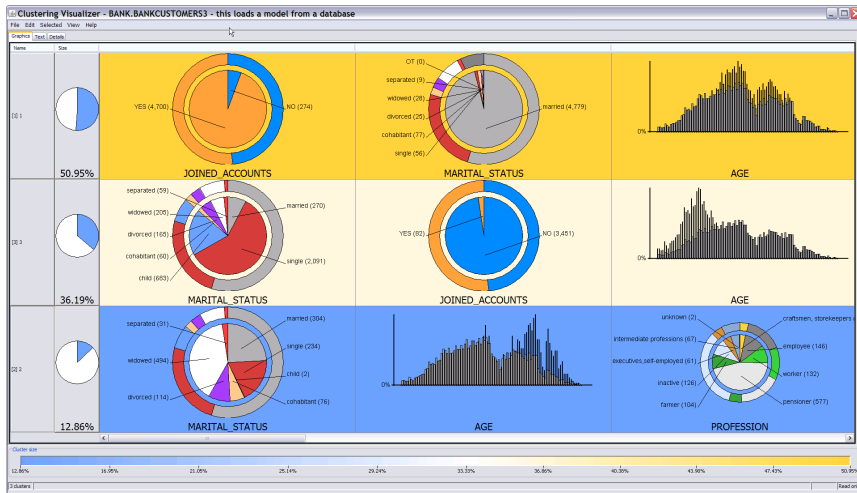 Clustering Visualizer - BANK.BANKCUSTOMERS3 - this loads a model from a database
File Edit Selected View Help
Graphics Text Details
Name Size
[1] 1
50.95%
YES (4,700)
NO (274)
JOINED_ACCOUNTS
OT (0)
separated (9)
widowed (28)
divorced (25)
cohabitant (77)
single (56)
married (4,779)
MARITAL_STATUS
0%
AGE
[3] 3
36.19%
separated (59)
widowed (205)
divorced (165)
cohabitant (60)
child (683)
married (270)
single (2,091)
MARITAL_STATUS
YES (82)
NO (3,451)
JOINED_ACCOUNTS
0%
AGE
[2] 2
12.86%
separated (31)
widowed (494)
divorced (114)
married (304)
single (234)
child (2)
cohabitant (76)
MARITAL_STATUS
0%
AGE
unknown (2)
intermediate professions (67)
executives,self-employed (61)
inactive (126)
farmer (104)
craftsmen, storekeepers
employee (146)
worker (132)
pensioner (577)
PROFESSION
Cluster size
12.86% 16.95% 21.05% 25.14% 29.24% 33.33% 36.86% 40.38% 43.90% 47.43% 50.95%
3 clusters
Read on